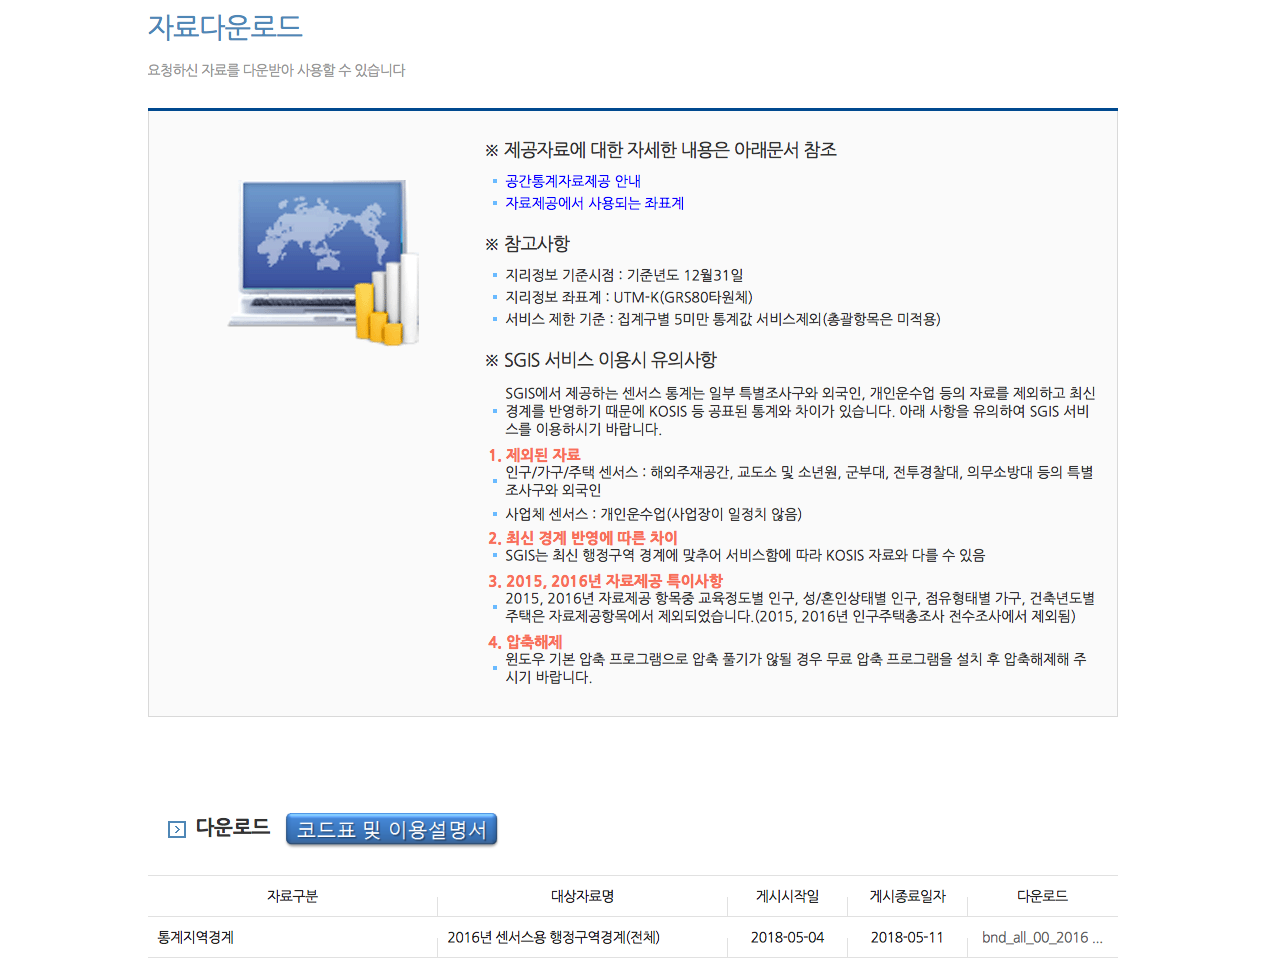 자료다운로드
요청하신 자료를 다운받아 사용할 수 있습니다
※ 제공자료에 대한 자세한 내용은 아래문서 참조
공간통계자료제공 안내
자료제공에서 사용되는 좌표계
※ 참고사항
지리정보 기준시점 : 기준년도 12월31일
지리정보 좌표계 : UTM-K(GRS80타원체)
서비스 제한 기준 : 집계구별 5미만 통계값 서비스제외(총괄항목은 미적용)
※ SGIS 서비스 이용시 유의사항
SGIS에서 제공하는 센서스 통계는 일부 특별조사구와 외국인, 개인운수업 등의 자료를 제외하고 최신
경계를 반영하기 때문에 KOSIS 등 공표된 통계와 차이가 있습니다. 아래 사항을 유의하여 SGIS 서비
스를 이용하시기 바랍니다.
1. 제외된 자료
인구/가구/주택 센서스 : 해외주재공간, 교도소 및 소년원, 군부대, 전투경찰대, 의무소방대 등의 특별
조사구와 외국인
사업체 센서스 : 개인운수업(사업장이 일정치 않음)
2. 최신 경계 반영에 따른 차이
SGIS는 최신 행정구역 경계에 맞추어 서비스함에 따라 KOSIS 자료와 다를 수 있음
3. 2015, 2016년 자료제공 특이사항
2015, 2016년 자료제공 항목중 교육정도별 인구, 성/혼인상태별 인구, 점유형태별 가구, 건축년도별
주택은 자료제공항목에서 제외되었습니다.(2015, 2016년 인구주택총조사 전수조사에서 제외됨)
4. 압축해제
윈도우 기본 압축 프로그램으로 압축 풀기가 않될 경우 무료 압축 프로그램을 설치 후 압축해제해 주
시기 바랍니다.
다운로드 코드표 및 이용설명서
자료구분 대상자료명 게시시작일 게시종료일자 다운로드
통계지역경계 2016년 센서스용 행정구역경계(전체) 2018-05-04 2018-05-11 bnd_all_00_2016 ...